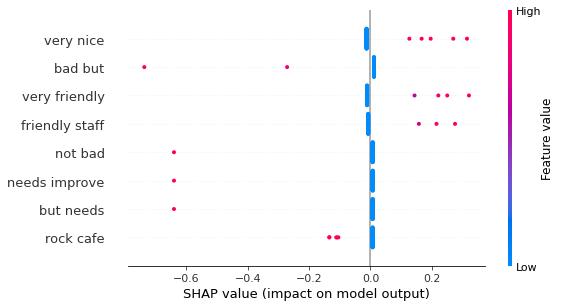 very nice
bad but
very friendly
friendly staff
not bad
needs improve
but needs
rock cafe
−0.6 −0.4 −0.2 0.0 0.2
SHAP value (impact on model output)
High
Feature value
Low